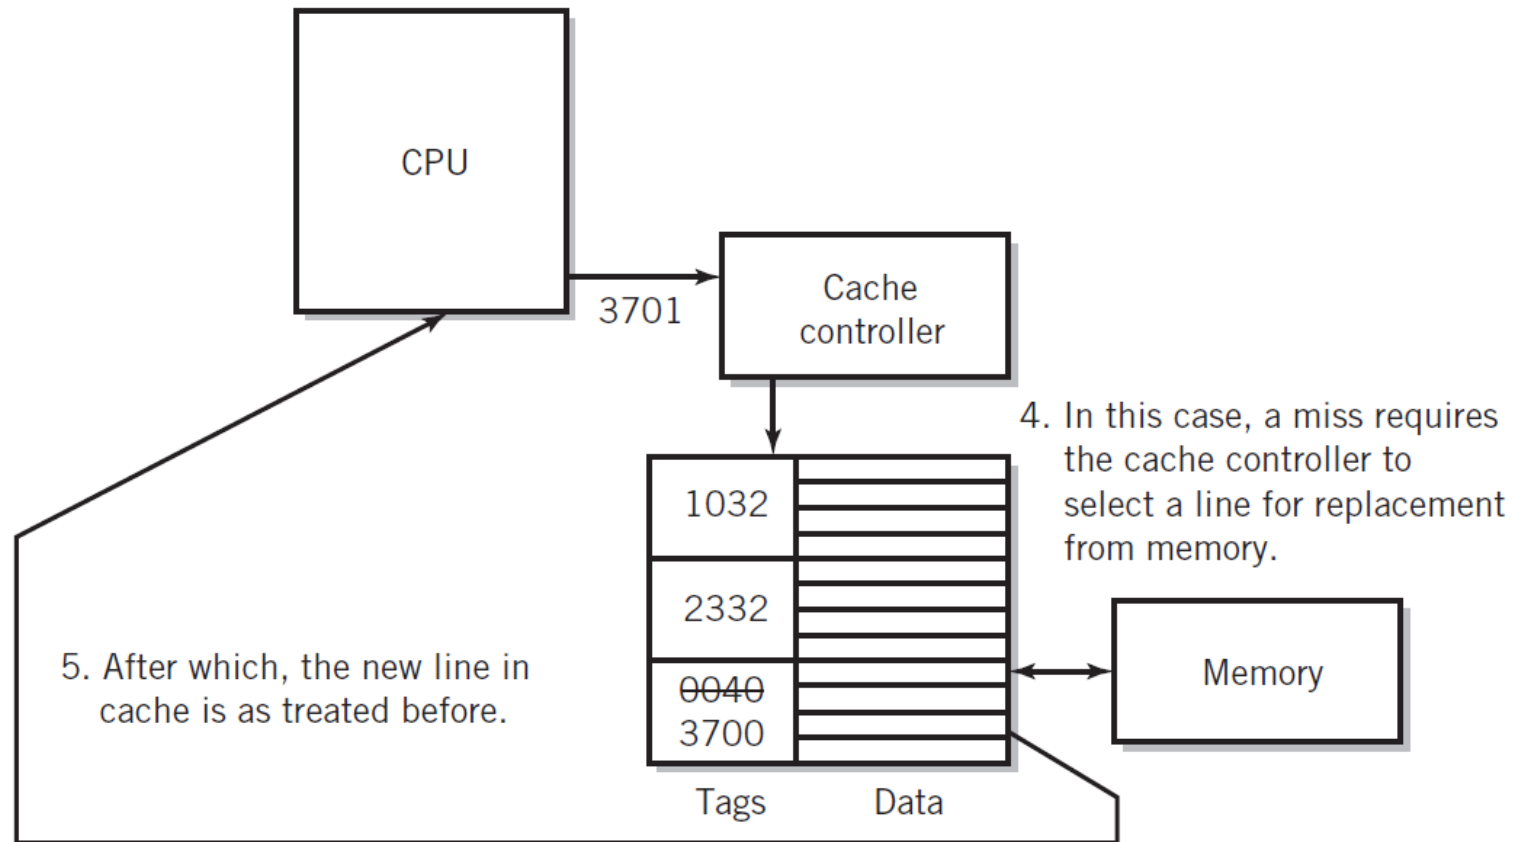 CPU
3701
Cache
controller
4. In this case, a miss requires
the cache controller to
select a line for replacement
from memory.
1032
2332
0040
3700
Tags
Data
Memory
5. After which, the new line in
cache is as treated before.